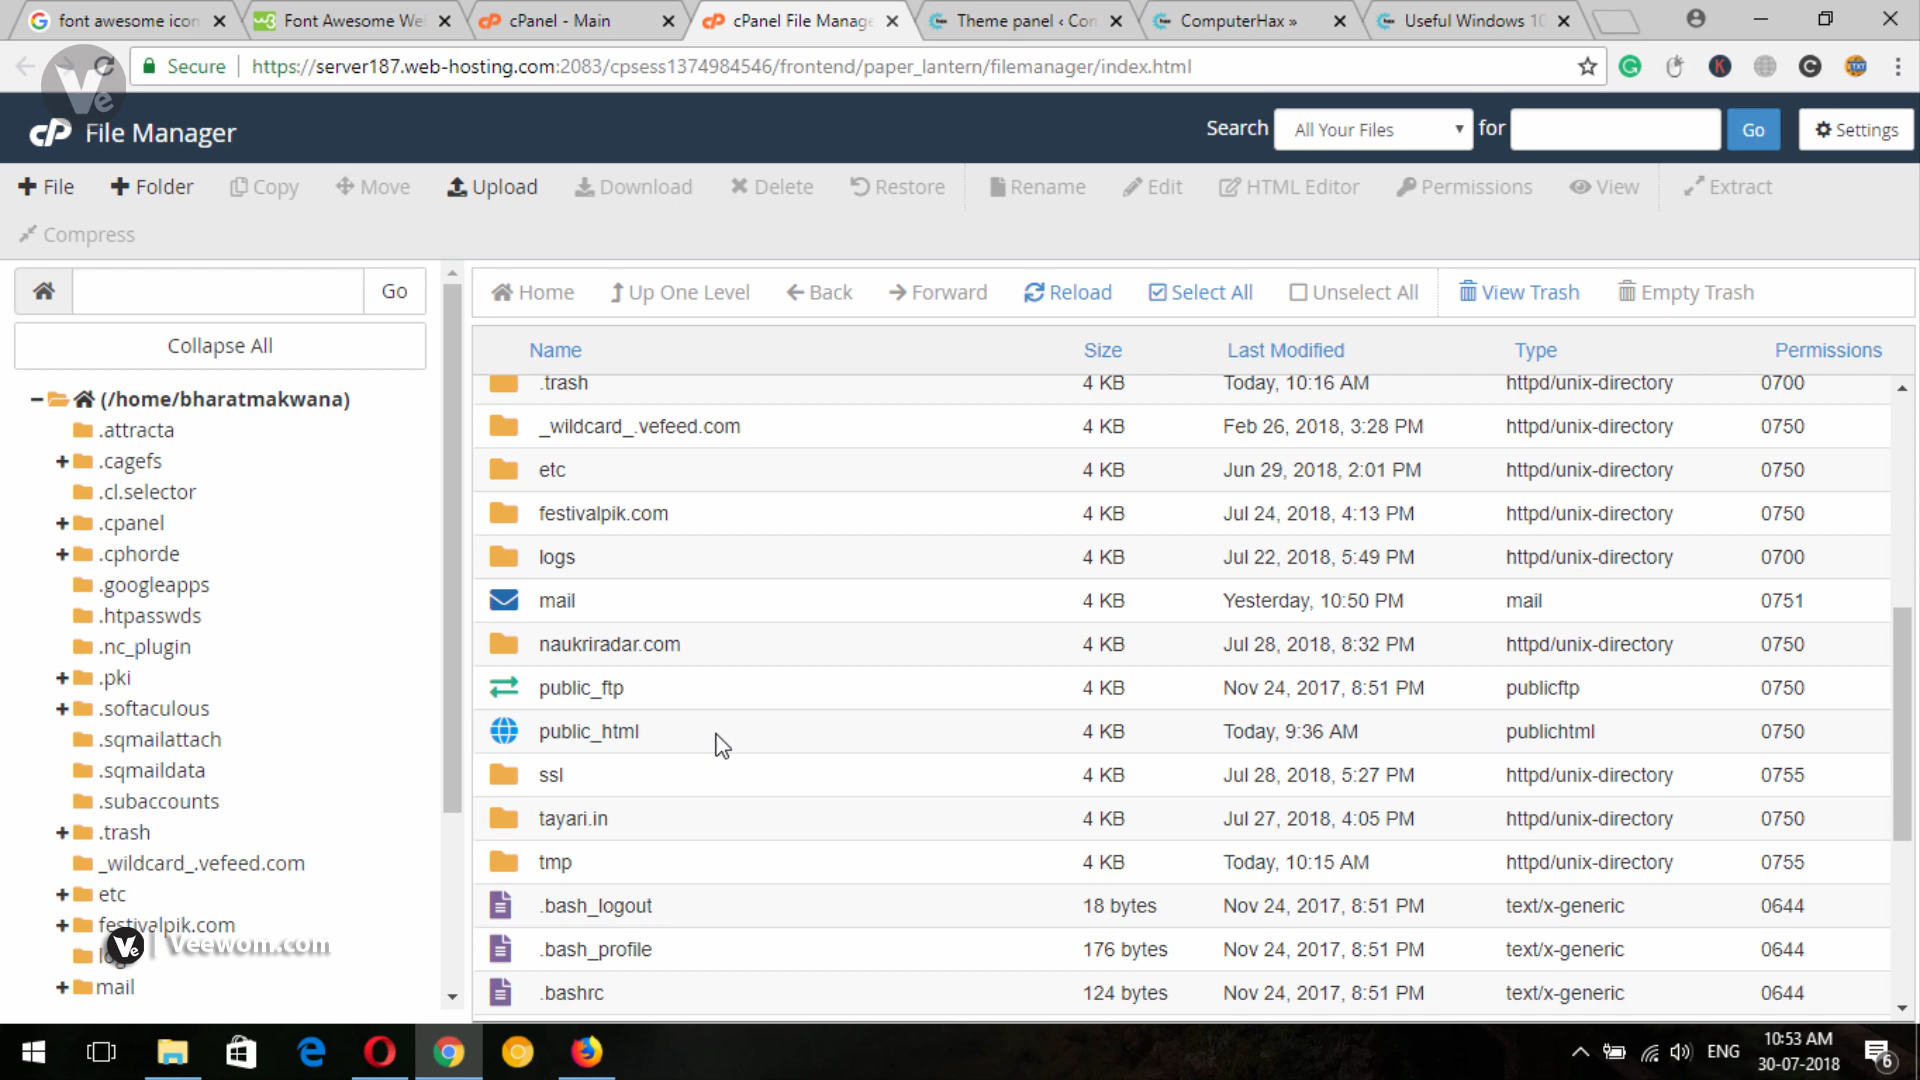 font awesome icon
Font Awesome We
cPanel - Main
cPanel File Manage
Theme panel ‹ Con
ComputerHax »
Useful Windows 10
Secure
https://server187.web-hosting.com:2083/cpsess1374984546/frontend/paper_lantern/filemanager/index.html
cP File Manager
Search All Your Files for Go Settings
File Folder Copy Move Upload Download Delete Restore Rename Edit HTML Editor Permissions View Extract
Compress
Go
Home Up One Level Back Forward Reload Select All Unselect All View Trash Empty Trash
Collapse All
(/home/bharatmakwana)
.attracta
.cagefs
.cl.selector
.cpanel
.cphorde
.googleapps
.htpasswds
.nc_plugin
.pki
.softaculous
.sqmailattach
.sqmaildata
.subaccounts
.trash
_wildcard_.vefeed.com
etc
festivalpik.com
mail
Ve | Veewom.com
Name Size Last Modified Type Permissions
.trash 4 KB Today, 10:16 AM httpd/unix-directory 0700
_wildcard_.vefeed.com 4 KB Feb 26, 2018, 3:28 PM httpd/unix-directory 0750
etc 4 KB Jun 29, 2018, 2:01 PM httpd/unix-directory 0750
festivalpik.com 4 KB Jul 24, 2018, 4:13 PM httpd/unix-directory 0750
logs 4 KB Jul 22, 2018, 5:49 PM httpd/unix-directory 0700
mail 4 KB Yesterday, 10:50 PM mail 0751
naukriradar.com 4 KB Jul 28, 2018, 8:32 PM httpd/unix-directory 0750
public_ftp 4 KB Nov 24, 2017, 8:51 PM publicftp 0750
public_html 4 KB Today, 9:36 AM publichtml 0750
ssl 4 KB Jul 28, 2018, 5:27 PM httpd/unix-directory 0755
tayari.in 4 KB Jul 27, 2018, 4:05 PM httpd/unix-directory 0750
tmp 4 KB Today, 10:15 AM httpd/unix-directory 0755
.bash_logout 18 bytes Nov 24, 2017, 8:51 PM text/x-generic 0644
.bash_profile 176 bytes Nov 24, 2017, 8:51 PM text/x-generic 0644
.bashrc 124 bytes Nov 24, 2017, 8:51 PM text/x-generic 0644
ENG
10:53 AM
30-07-2018
6